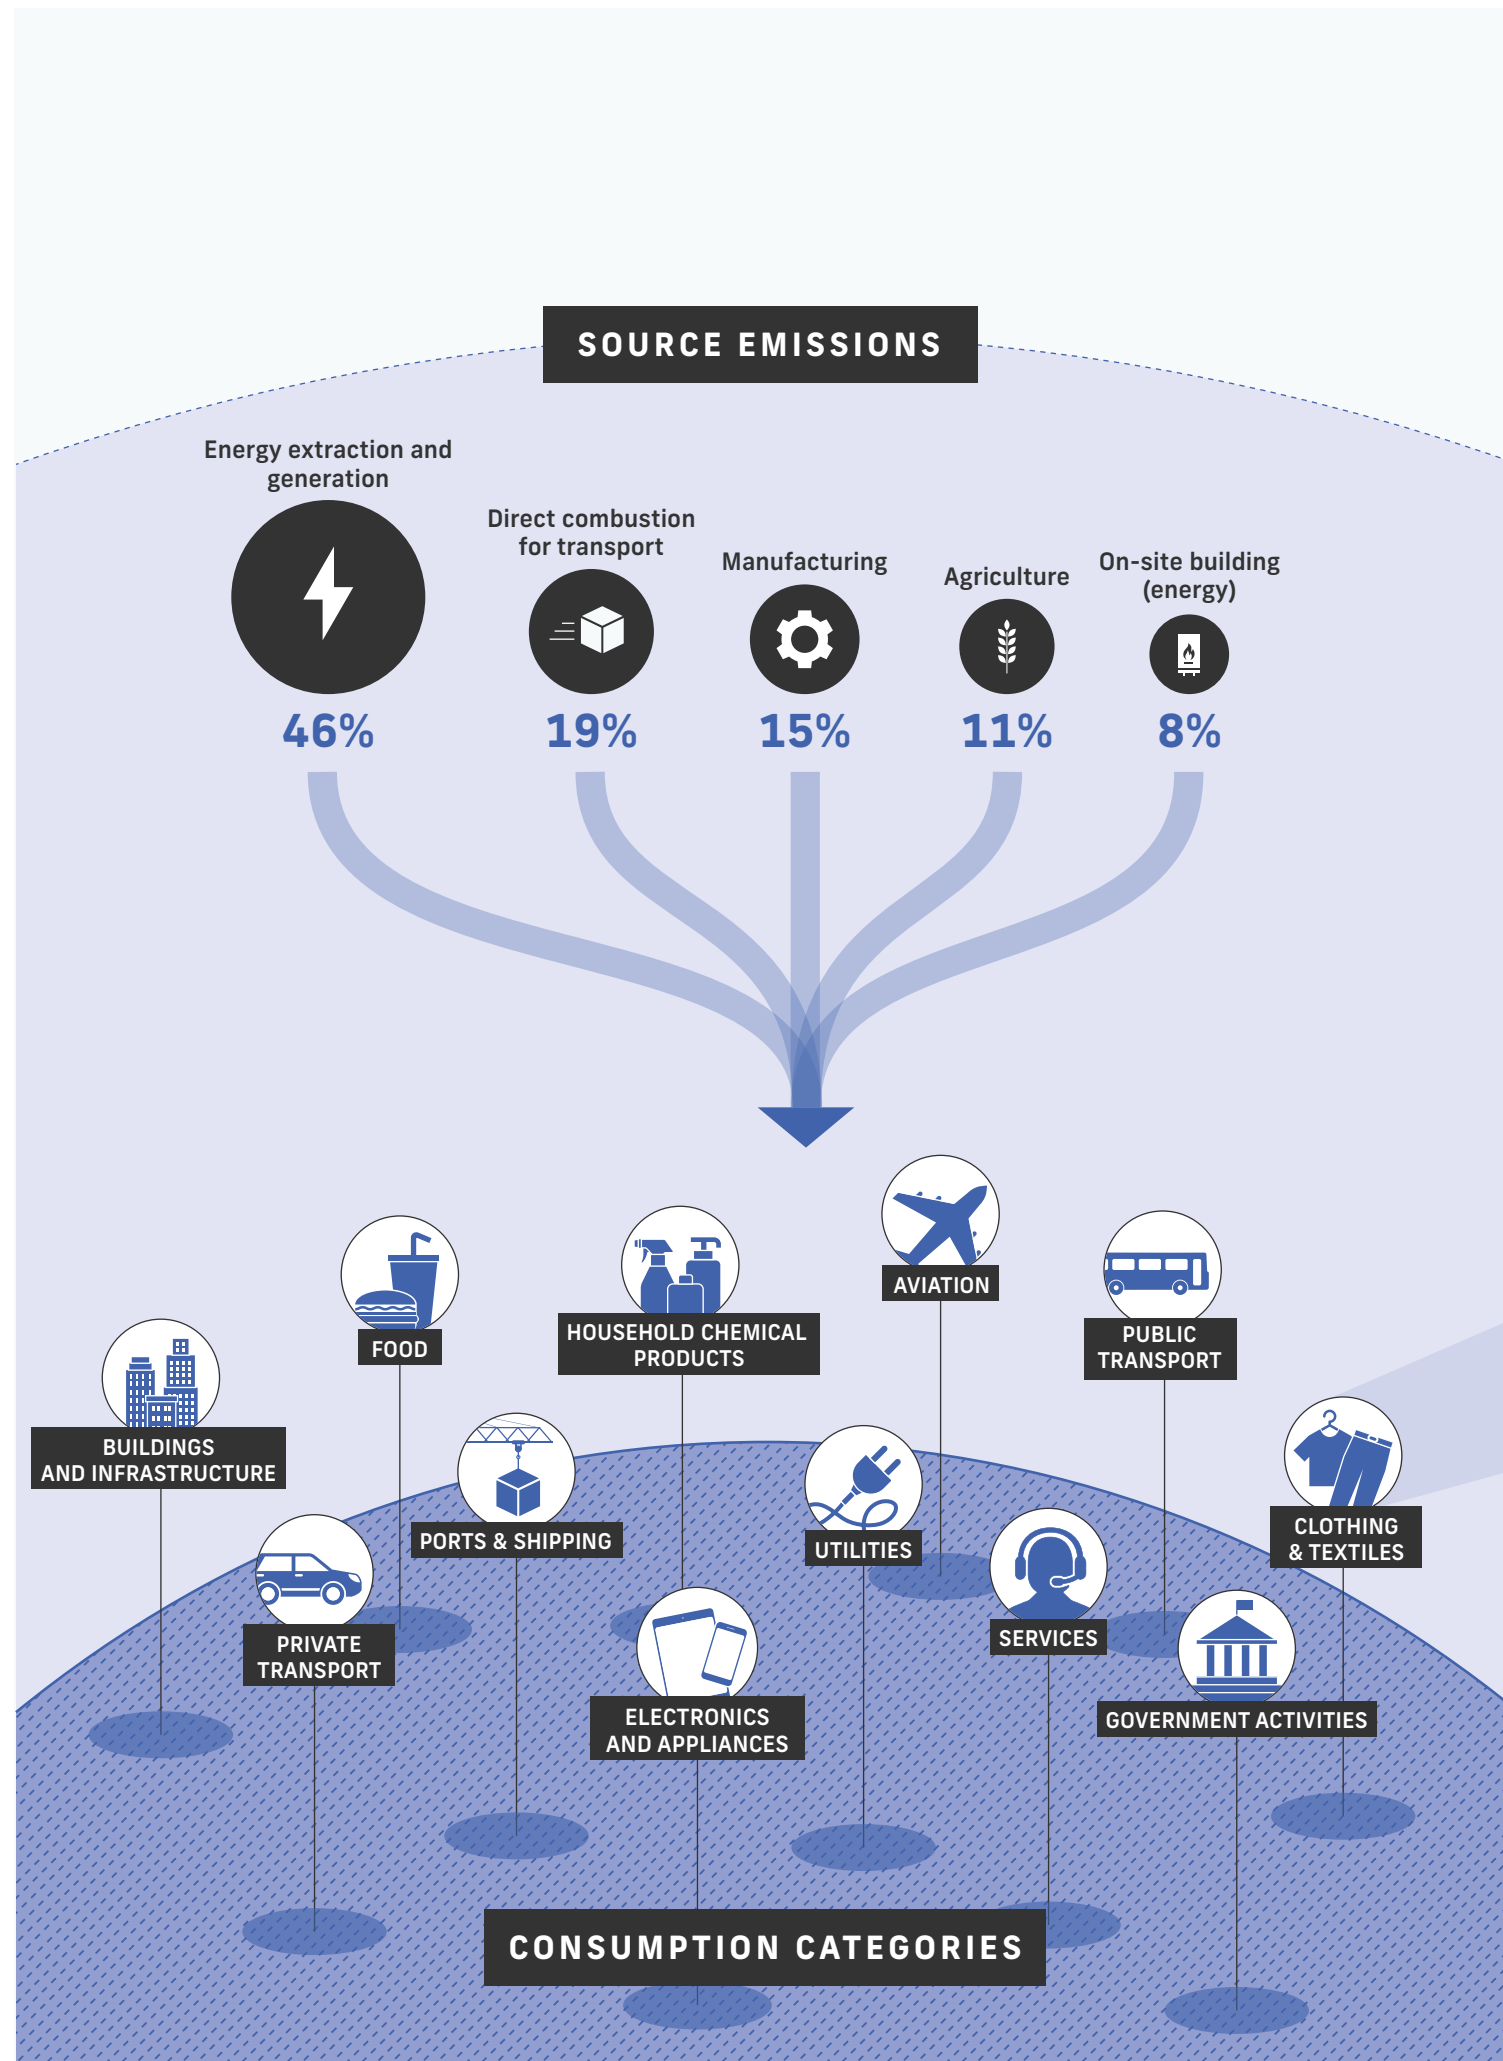 SOURCE EMISSIONS
Energy extraction and
generation
46%
Direct combustion
for transport
19%
Manufacturing
15%
Agriculture
11%
On-site building
(energy)
8%
AVIATION
FOOD
HOUSEHOLD CHEMICAL
PRODUCTS
PUBLIC
TRANSPORT
BUILDINGS
AND INFRASTRUCTURE
PORTS & SHIPPING
UTILITIES
CLOTHING
& TEXTILES
PRIVATE
TRANSPORT
SERVICES
ELECTRONICS
AND APPLIANCES
GOVERNMENT ACTIVITIES
CONSUMPTION CATEGORIES